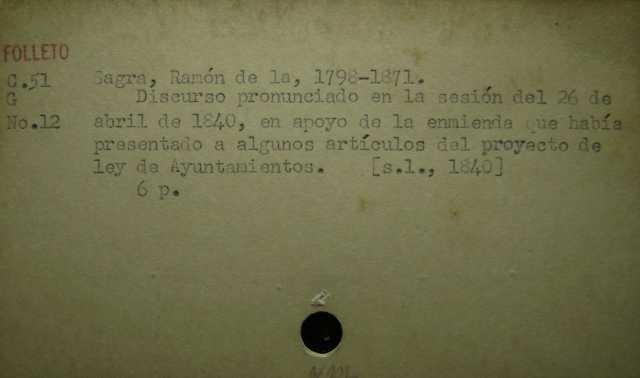 FOLLETO
C.51 Sagra, Ramón de la, 1798-1871.
G Discurso pronunciado en la sesión del 26 de
No.12 abril de 1840, en apoyo de la enmienda que había
presentado a algunos artículos del proyecto de
ley de Ayuntamientos. [s.l., 1840]
6 p.